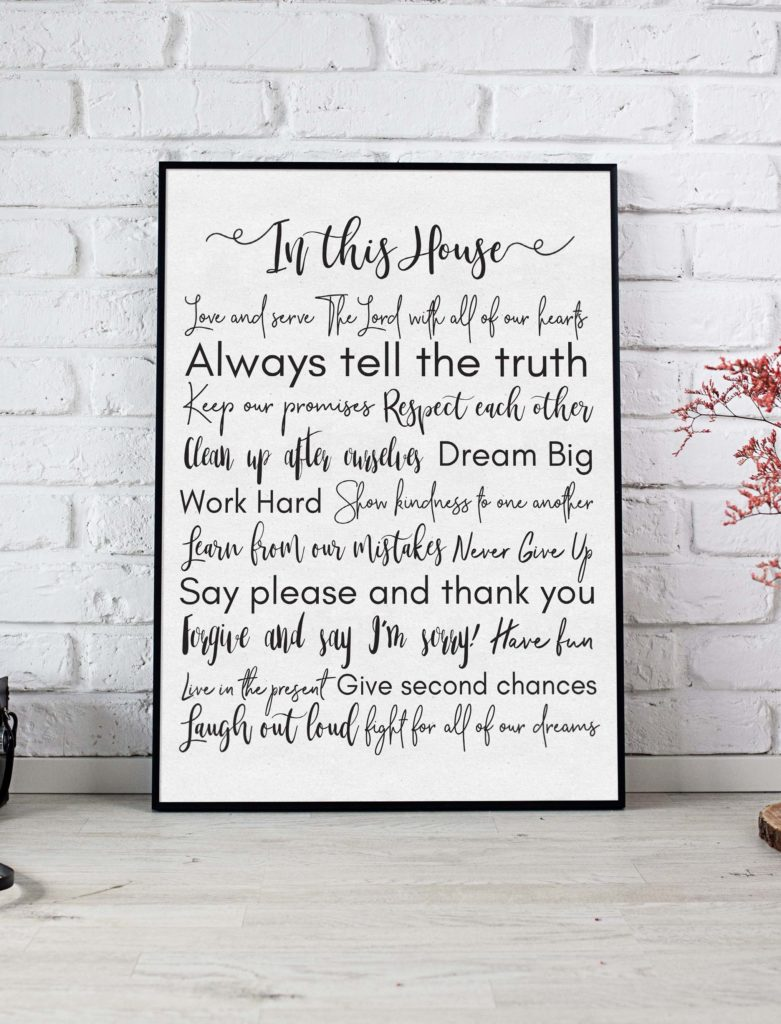 In this House
Love and serve The Lord with all of our hearts
Always tell the truth
Keep our promises Respect each other
Clean up after ourselves Dream Big
Work Hard Show kindness to one another
Learn from our mistakes Never Give Up
Say please and thank you
Forgive and say I'm sorry! Have fun
Live in the present Give second chances
Laugh out loud fight for all of our dreams